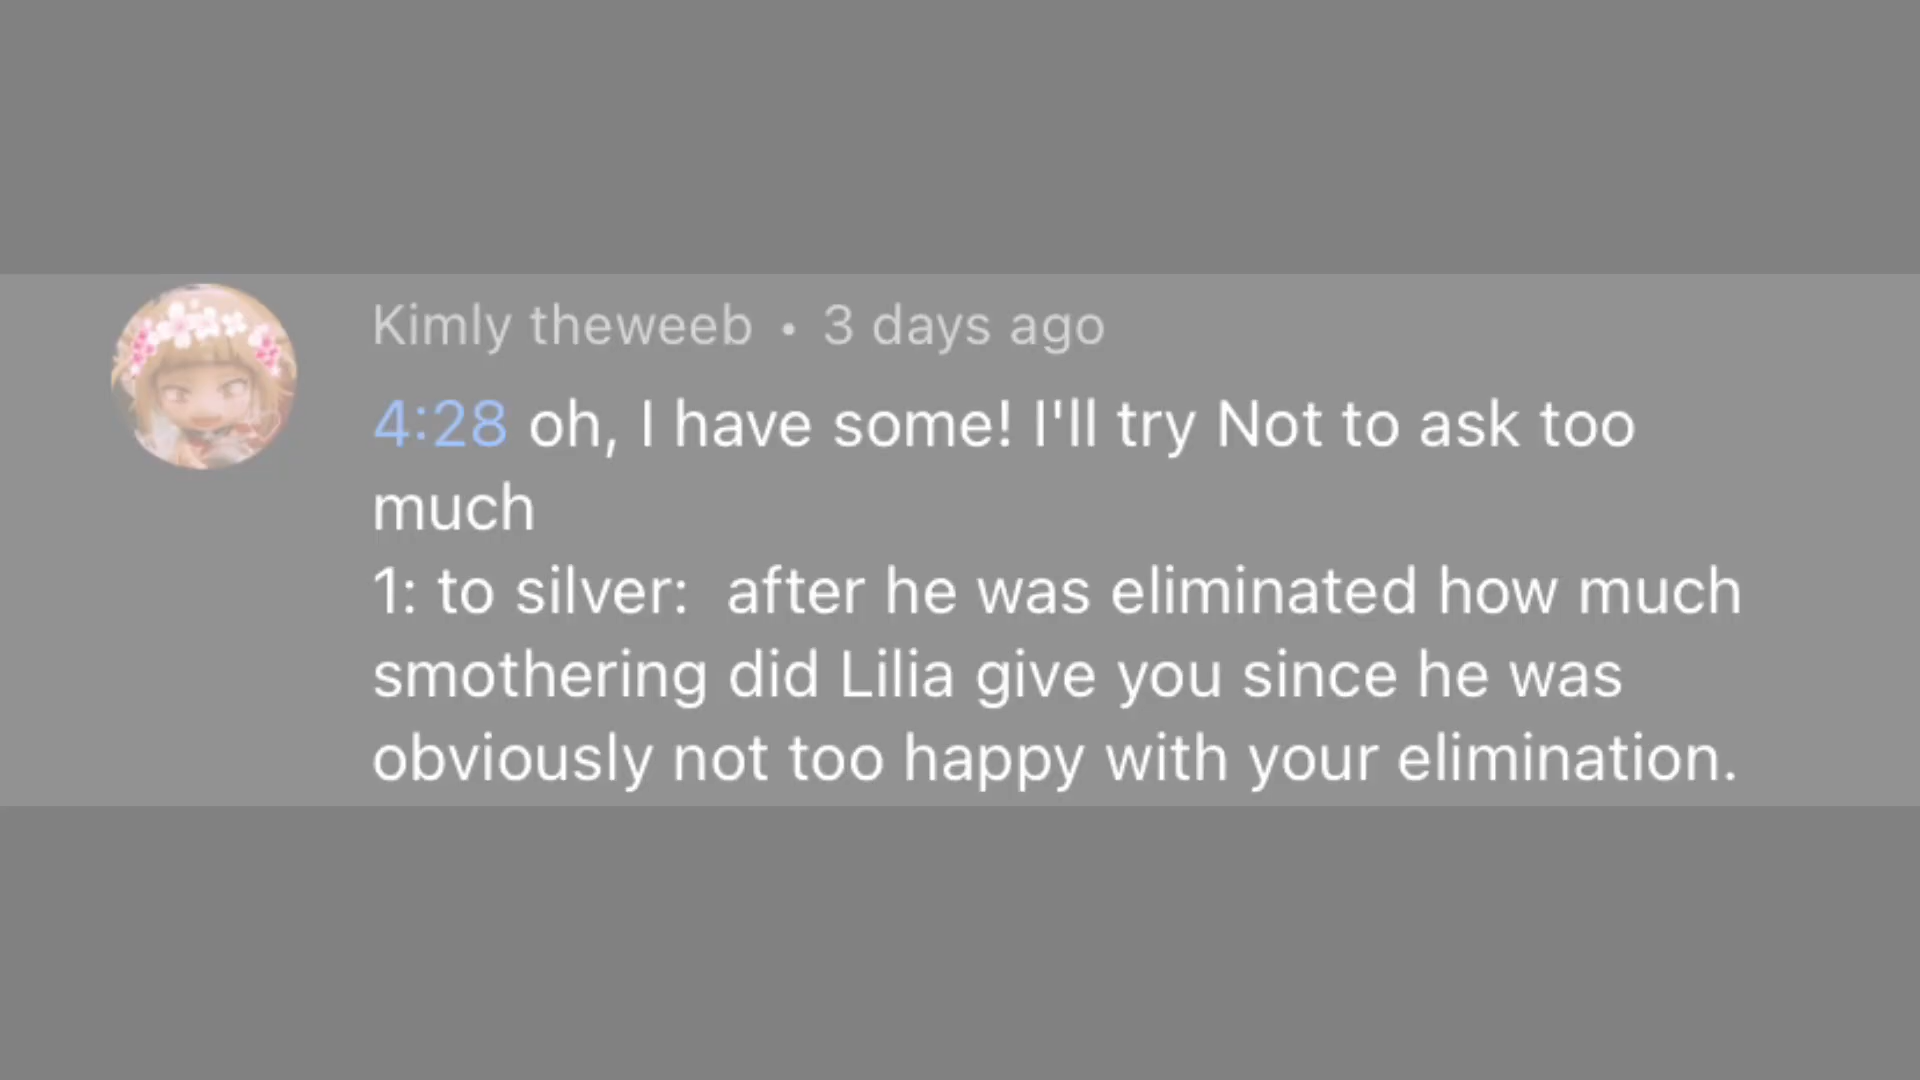 Kimly theweeb • 3 days ago
4:28 oh, I have some! I'll try Not to ask too
much
1: to silver:  after he was eliminated how much
smothering did Lilia give you since he was
obviously not too happy with your elimination.